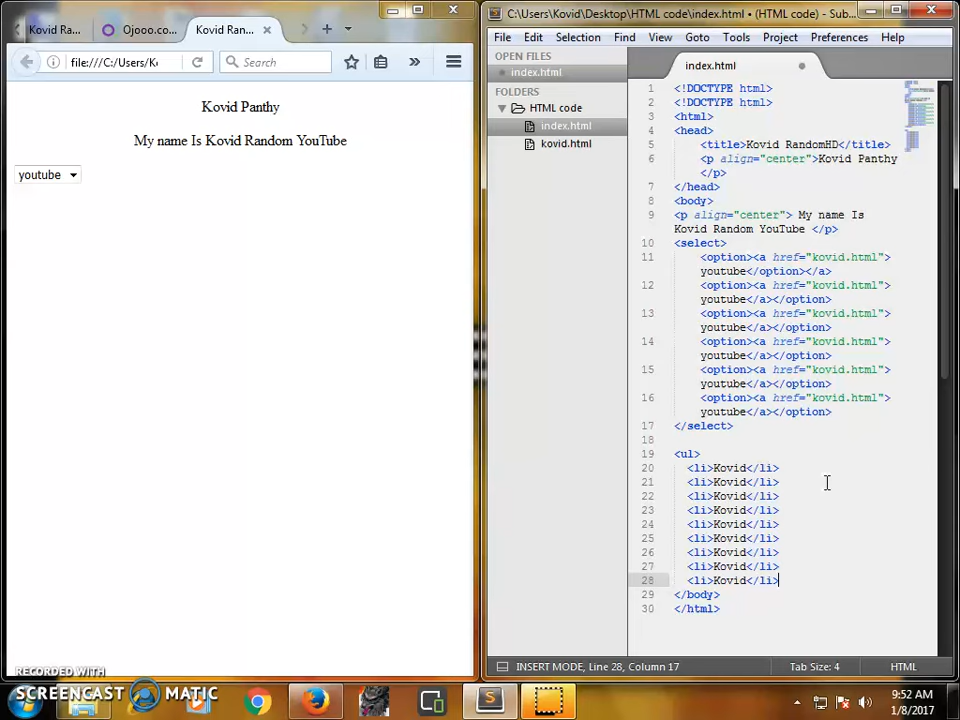 Kovid Ra...
Ojooo.co...
Kovid Ran...
file:///C:/Users/K
Search
Kovid Panthy
My name Is Kovid Random YouTube
youtube
C:\Users\Kovid\Desktop\HTML code\index.html • (HTML code) - Sub...
File Edit Selection Find View Goto Tools Project Preferences Help
OPEN FILES
index.html
FOLDERS
HTML code
index.html
kovid.html
index.html
1 <!DOCTYPE html>
2 <!DOCTYPE html>
3 <html>
4 <head>
5 <title>Kovid RandomHD</title>
6 <p align="center">Kovid Panthy
</p>
7 </head>
8 <body>
9 <p align="center"> My name Is
Kovid Random YouTube </p>
10 <select>
11 <option><a href="kovid.html">
youtube</option></a>
12 <option><a href="kovid.html">
youtube</a></option>
13 <option><a href="kovid.html">
youtube</a></option>
14 <option><a href="kovid.html">
youtube</a></option>
15 <option><a href="kovid.html">
youtube</a></option>
16 <option><a href="kovid.html">
youtube</a></option>
17 </select>
18
19 <ul>
20 <li>Kovid</li>
21 <li>Kovid</li>
22 <li>Kovid</li>
23 <li>Kovid</li>
24 <li>Kovid</li>
25 <li>Kovid</li>
26 <li>Kovid</li>
27 <li>Kovid</li>
28 <li>Kovid</li>
29 </body>
30 </html>
INSERT MODE, Line 28, Column 17
Tab Size: 4
HTML
RECORDED WITH
SCREENCAST MATIC
9:52 AM
1/8/2017